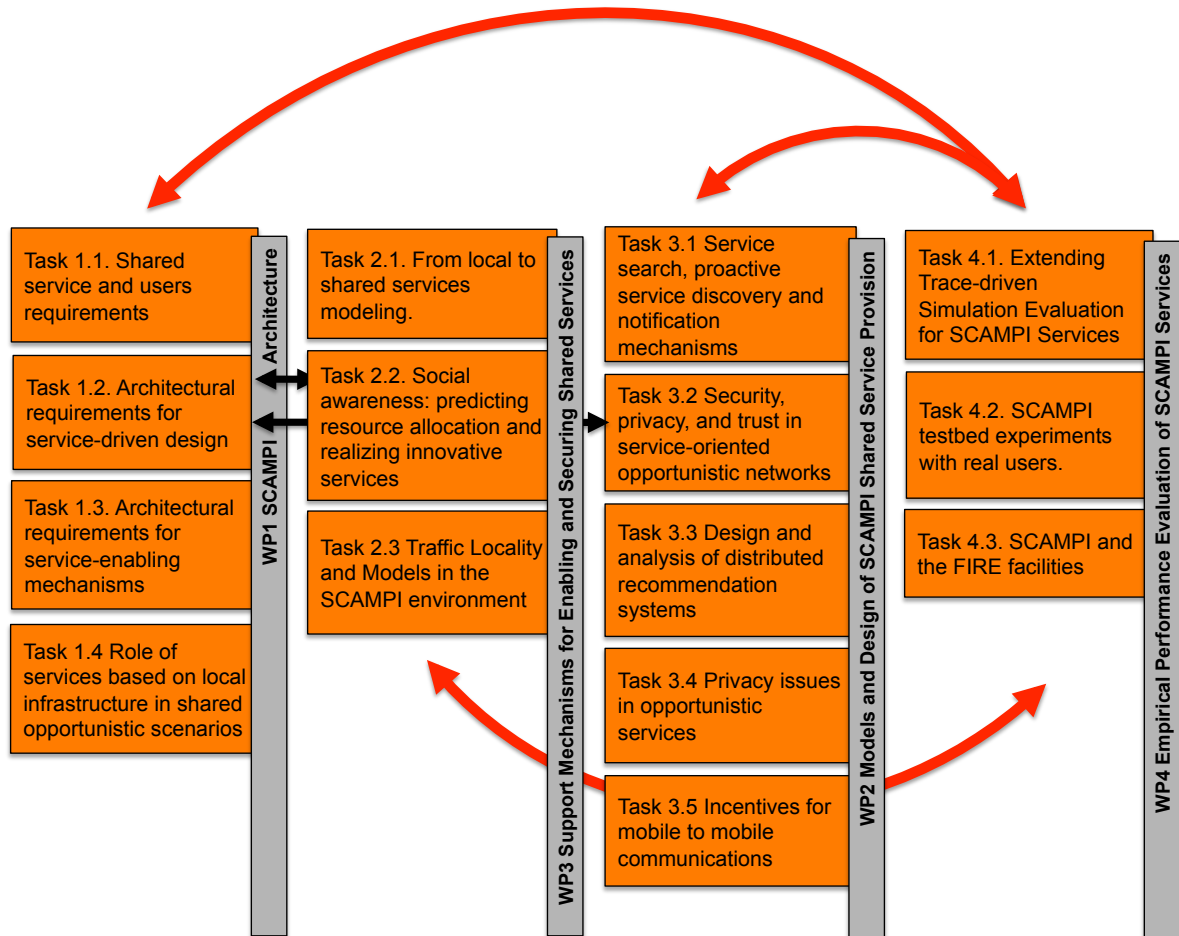 Task 1.1. Shared
service and users
requirements
Task 1.2. Architectural
requirements for
service-driven design
Task 1.3. Architectural
requirements for
service-enabling
mechanisms
Task 1.4 Role of
services based on local
infrastructure in shared
opportunistic scenarios
WP1 SCAMPI Architecture
Task 2.1. From local to
shared services
modeling.
Task 2.2. Social
awareness: predicting
resource allocation and
realizing innovative
services
Task 2.3 Traffic Locality
and Models in the
SCAMPI environment
WP3 Support Mechanisms for Enabling and Securing Shared Services
Task 3.1 Service
search, proactive
service discovery and
notification
mechanisms
Task 3.2 Security,
privacy, and trust in
service-oriented
opportunistic networks
Task 3.3 Design and
analysis of distributed
recommendation
systems
Task 3.4 Privacy issues
in opportunistic
services
Task 3.5 Incentives for
mobile to mobile
communications
WP2 Models and Design of SCAMPI Shared Service Provision
Task 4.1. Extending
Trace-driven
Simulation Evaluation
for SCAMPI Services
Task 4.2. SCAMPI
testbed experiments
with real users.
Task 4.3. SCAMPI and
the FIRE facilities
WP4 Empirical Performance Evaluation of SCAMPI Services